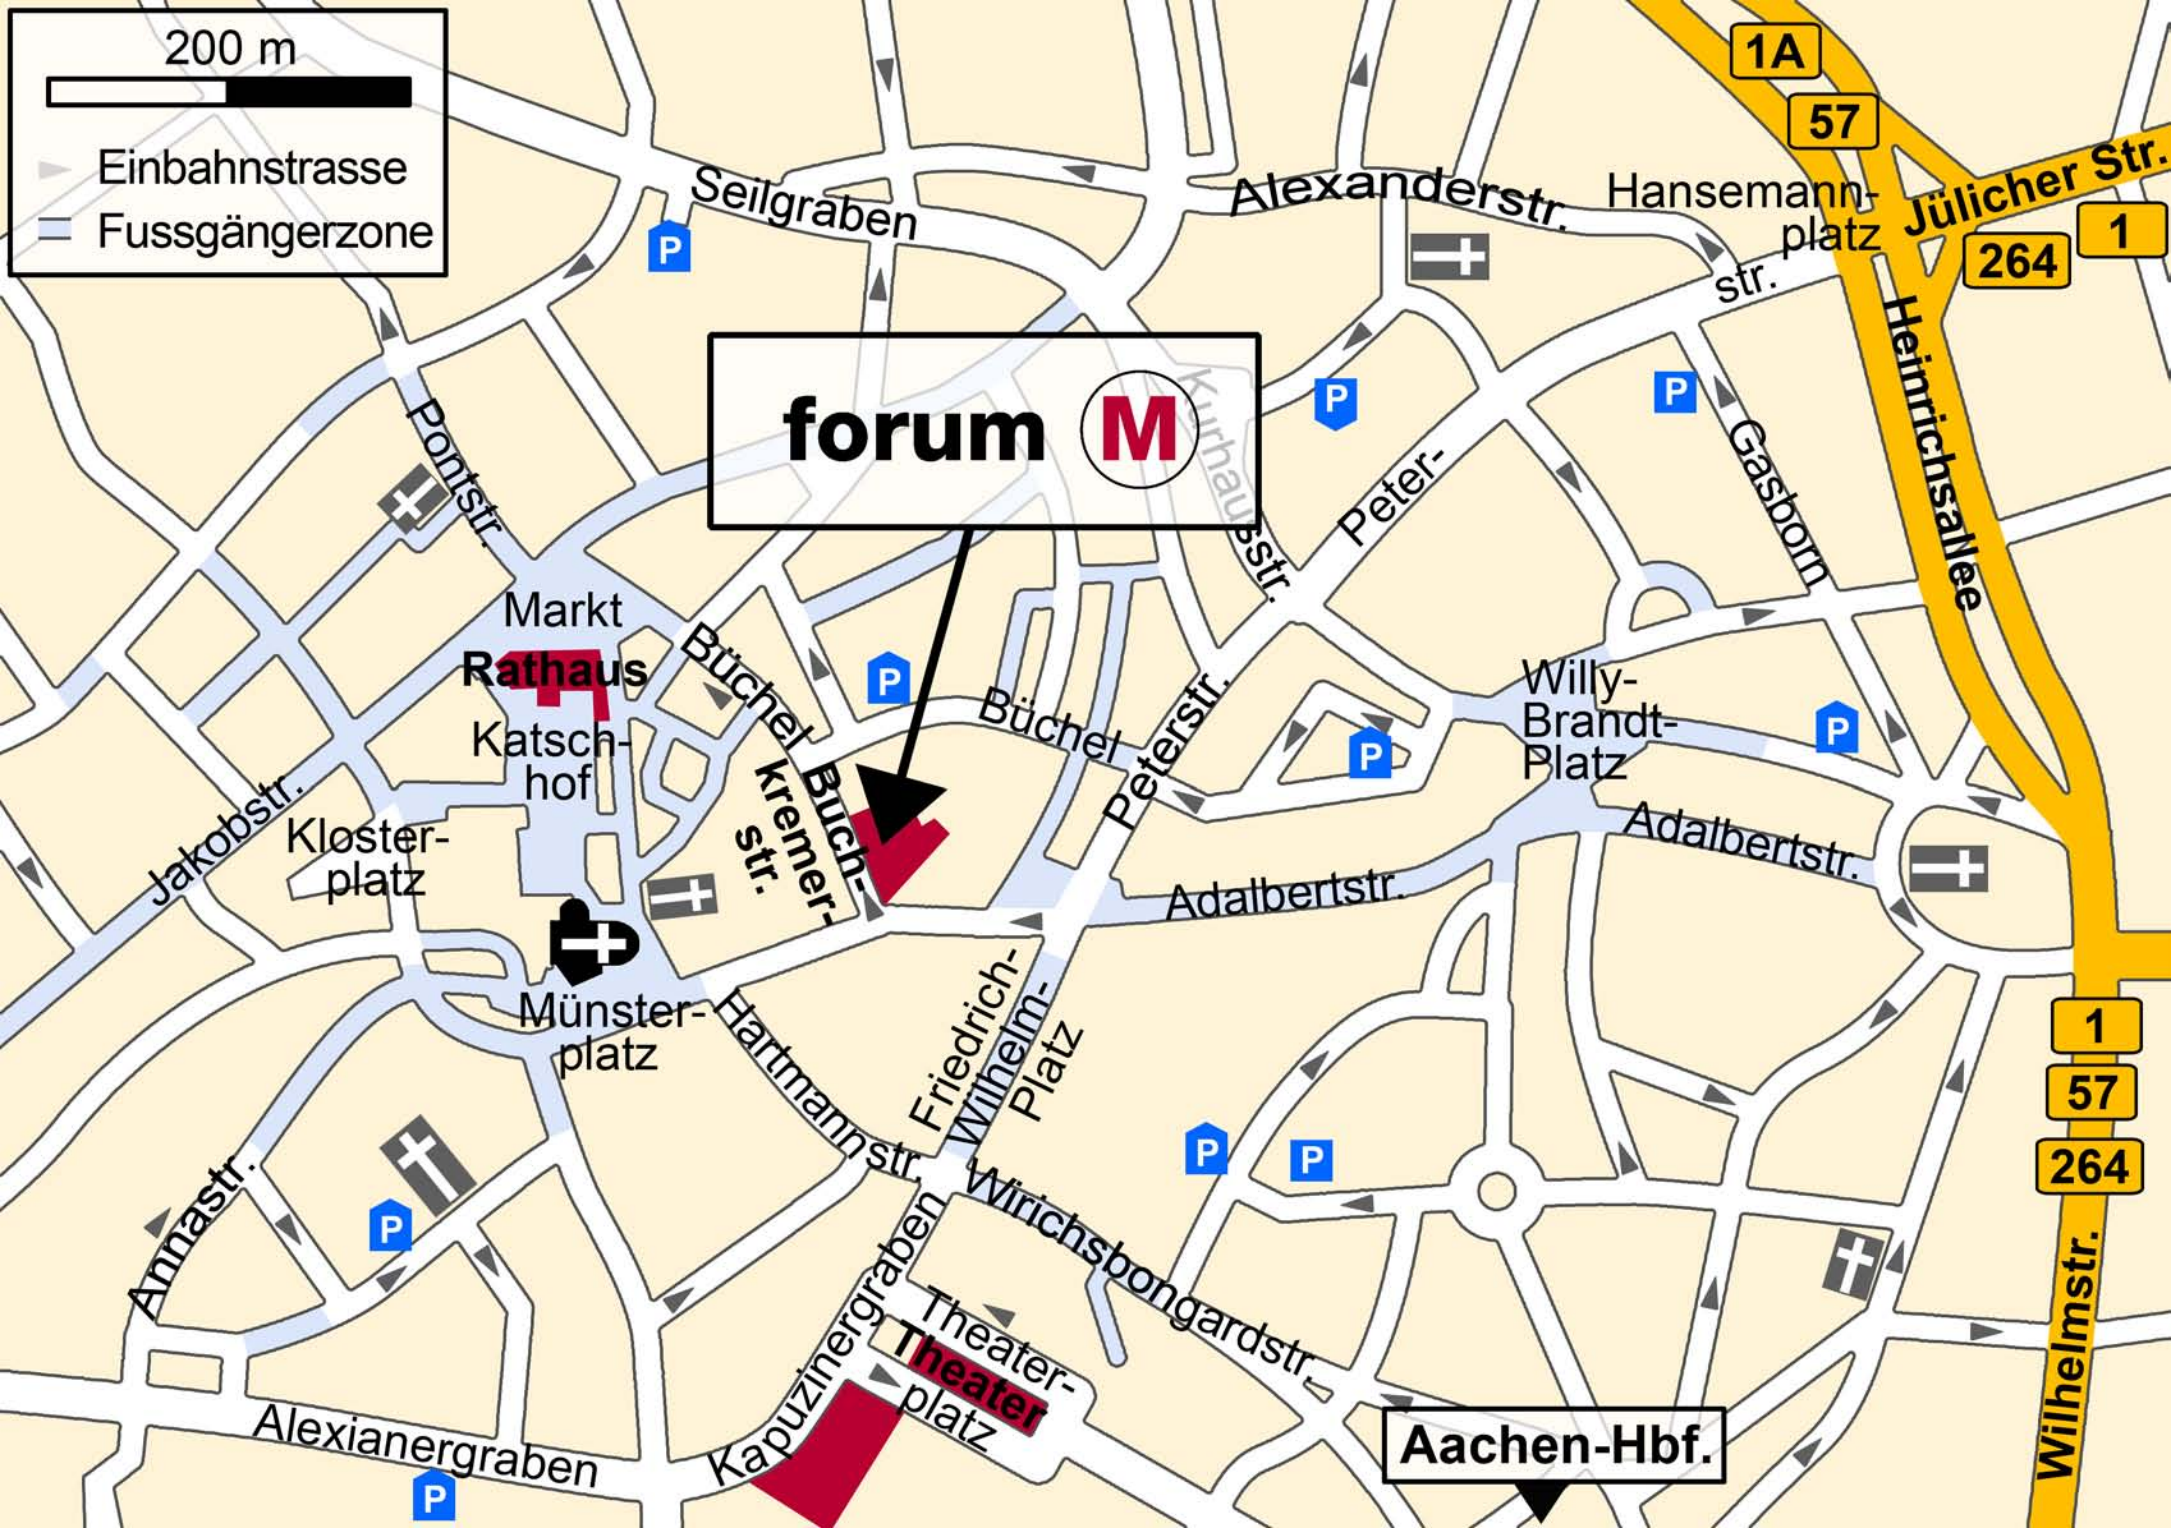 200 m
Einbahnstrasse
Fussgängerzone
1A
57
Jülicher Str.
1
264
Hansemann-
platz
Seilgraben
Alexanderstr.
P
str.
Heinrichsallee
forum M
Kurhausstr.
P
P
Gasborn
Peter-
Pontstr.
Markt
Rathaus
Katsch-
hof
Büchel
P
Büchel
Peterstr.
P
Willy-
Brandt-
Platz
P
Jakobstr.
Kloster-
platz
Buch-
kremer-
str.
Adalbertstr.
Adalbertstr.
Münster-
platz
Hartmannstr.
Friedrich-
Wilhelm-
Platz
1
57
264
P
P
Annastr.
P
Wirichsbongardstr.
Kapuzinergraben
Theater-
platz
Theater
Alexianergraben
P
Aachen-Hbf.
Wilhelmstr.